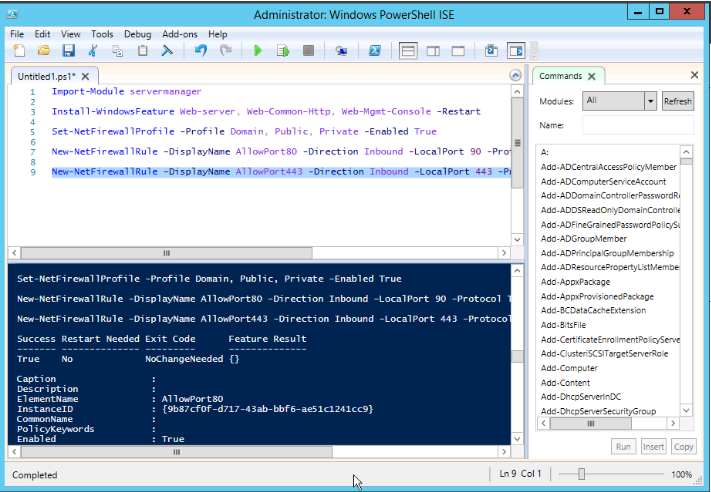 Administrator: Windows PowerShell ISE
File Edit View Tools Debug Add-ons Help
Untitled1.ps1* X
1 Import-Module servermanager
2
3 Install-WindowsFeature Web-server, Web-Common-Http, Web-Mgmt-Console -Restart
4
5 Set-NetFirewallProfile -Profile Domain, Public, Private -Enabled True
6
7 New-NetFirewallRule -DisplayName AllowPort80 -Direction Inbound -LocalPort 90 -Prot
8
9 New-NetFirewallRule -DisplayName AllowPort443 -Direction Inbound -LocalPort 443 -P
Set-NetFirewallProfile -Profile Domain, Public, Private -Enabled True
New-NetFirewallRule -DisplayName AllowPort80 -Direction Inbound -LocalPort 90 -Protocol T
New-NetFirewallRule -DisplayName AllowPort443 -Direction Inbound -LocalPort 443 -Protocol
Success Restart Needed Exit Code Feature Result
------- -------------- --------- --------------
True No NoChangeNeeded {}
Caption :
Description :
ElementName : AllowPort80
InstanceID : {9b87cf0f-d717-43ab-bbf6-ae51c1241cc9}
CommonName :
PolicyKeywords :
Enabled : True
Completed
Ln 9 Col 1
100%
Commands X
Modules: All Refresh
Name:
A:
Add-ADCentralAccessPolicyMember
Add-ADComputerServiceAccount
Add-ADDomainControllerPasswordR
Add-ADDSReadOnlyDomainControlle
Add-ADFineGrainedPasswordPolicySu
Add-ADGroupMember
Add-ADPrincipalGroupMembership
Add-ADResourcePropertyListMembe
Add-AppxPackage
Add-AppxProvisionedPackage
Add-BCDataCacheExtension
Add-BitsFile
Add-CertificateEnrollmentPolicyServe
Add-ClusteriSCSITargetServerRole
Add-Computer
Add-Content
Add-DhcpServerInDC
Add-DhcpServerSecurityGroup
Run Insert Copy